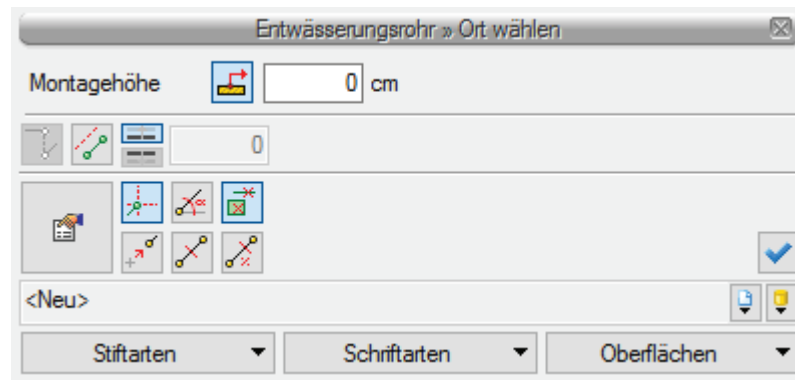 Entwässerungsrohr » Ort wählen
Montagehöhe 0 cm
0
<Neu>
Stiftarten Schriftarten Oberflächen